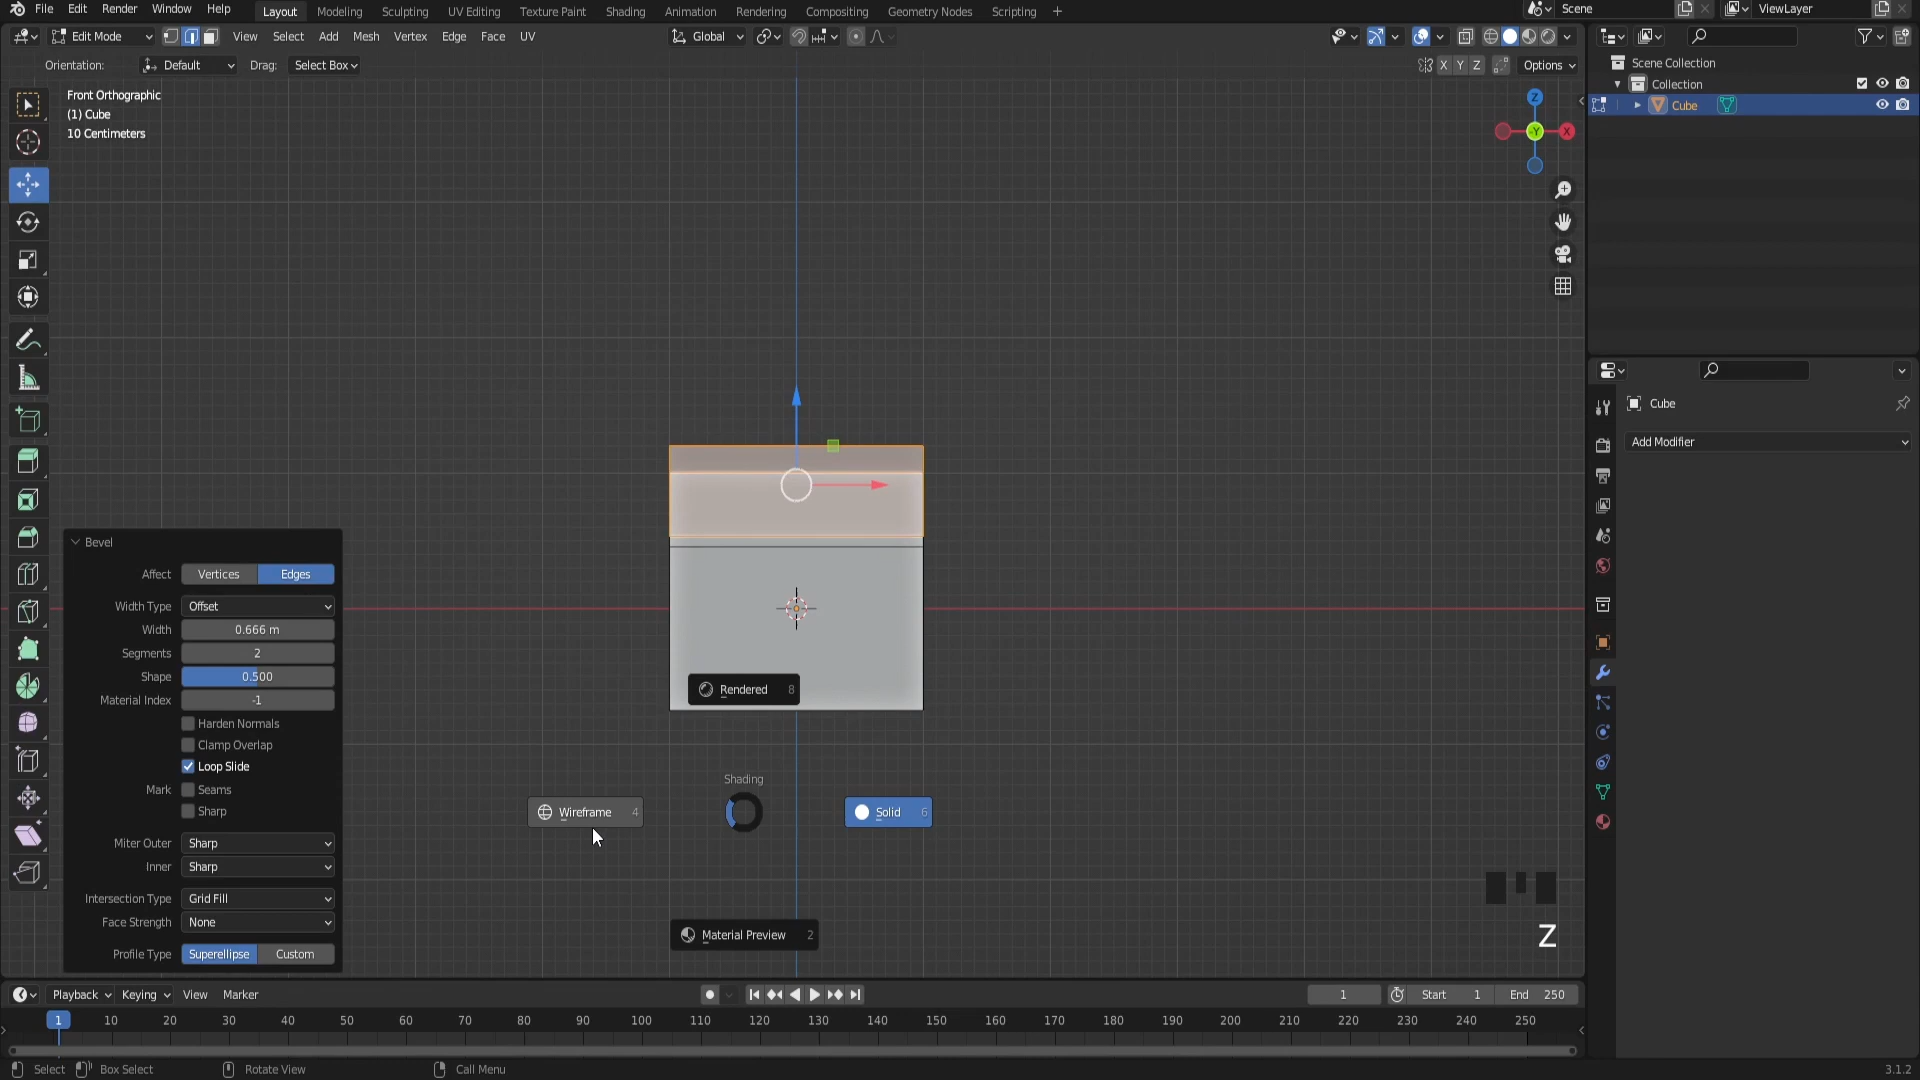 File Edit Render Window Help Layout Modeling Sculpting UV Editing Texture Paint Shading Animation Rendering Compositing Geometry Nodes Scripting + Scene ViewLayer
Edit Mode View Select Add Mesh Vertex Edge Face UV Global
Orientation: Default Drag: Select Box X Y Z Options
Front Orthographic
(1) Cube
10 Centimeters
Z
-Y
X
Scene Collection
Collection
Cube
Cube
Add Modifier
Bevel
Affect Vertices Edges
Width Type Offset
Width 0.666 m
Segments 2
Shape 0.500
Material Index -1
Harden Normals
Clamp Overlap
Loop Slide
Mark Seams
Sharp
Miter Outer Sharp
Inner Sharp
Intersection Type Grid Fill
Face Strength None
Profile Type Superellipse Custom
Rendered 8
Shading
Wireframe 4
Solid 6
Material Preview 2
Z
Playback Keying View Marker 1 Start 1 End 250
1 10 20 30 40 50 60 70 80 90 100 110 120 130 140 150 160 170 180 190 200 210 220 230 240 250
Select Box Select Rotate View Call Menu 3.1.2